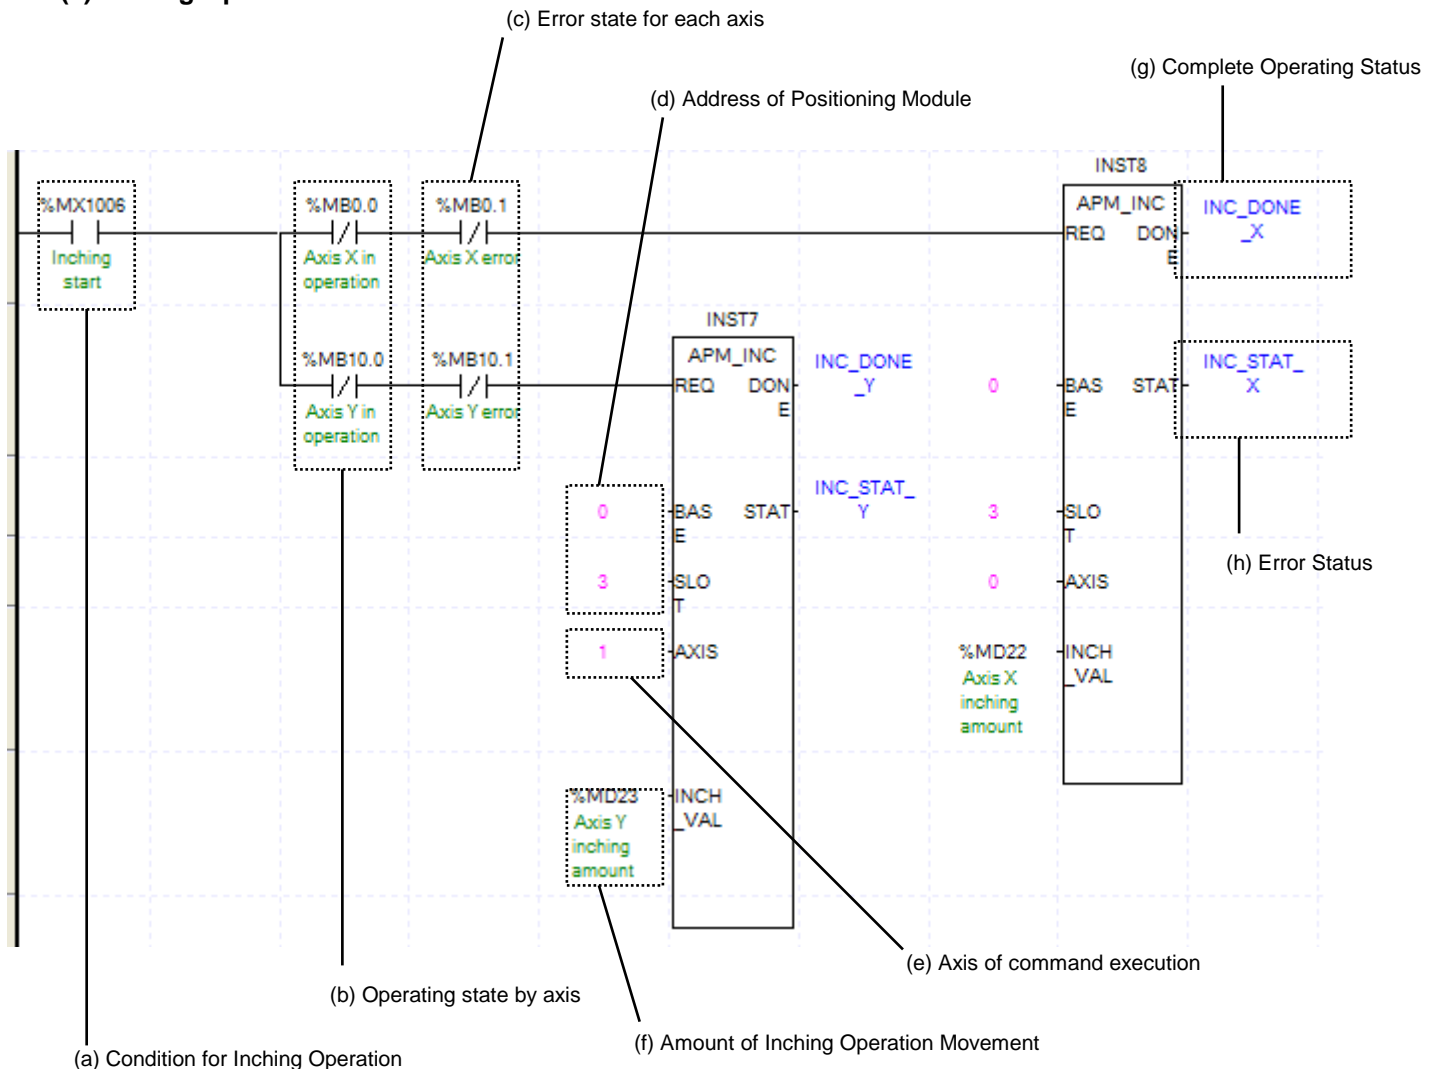 (c) Error state for each axis
(g) Complete Operating Status
(d) Address of Positioning Module
INST8
%MX1006
%MB0.0
%MB0.1
APM_INC
INC_DONE
_X
REQ
DON
E
Inching
start
Axis X in
operation
Axis X error
INST7
%MB10.0
%MB10.1
APM_INC
INC_DONE
_Y
INC_STAT_
X
REQ
DON
E
0
BAS
E
STAT
Axis Y in
operation
Axis Y error
INC_STAT_
Y
0
BAS
E
STAT
3
SLO
T
(h) Error Status
3
SLO
T
0
AXIS
1
AXIS
%MD22
Axis X
inching
amount
INCH
_VAL
%MD23
Axis Y
inching
amount
INCH
_VAL
(e) Axis of command execution
(b) Operating state by axis
(f) Amount of Inching Operation Movement
(a) Condition for Inching Operation